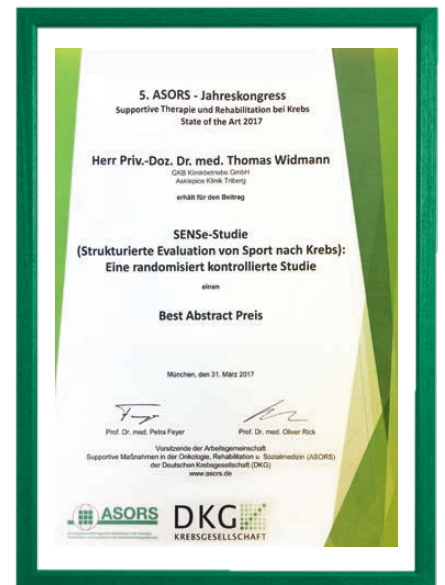 5. ASORS - Jahreskongress
Supportive Therapie und Rehabilitation bei Krebs
State of the Art 2017
Herr Priv.-Doz. Dr. med. Thomas Widmann
GKB Klinikbetriebe GmbH
Asklepios Klinik Triberg
erhält für den Beitrag
SENSe-Studie
(Strukturierte Evaluation von Sport nach Krebs):
Eine randomisiert kontrollierte Studie
einen
Best Abstract Preis
München, den 31. März 2017
Prof. Dr. med. Petra Feyer
Prof. Dr. med. Oliver Rick
Vorsitzende der Arbeitsgemeinschaft
Supportive Maßnahmen in der Onkologie, Rehabilitation u. Sozialmedizin (ASORS)
der Deutschen Krebsgesellschaft (DKG)
www.asors.de
ASORS
DKG
KREBSGESELLSCHAFT